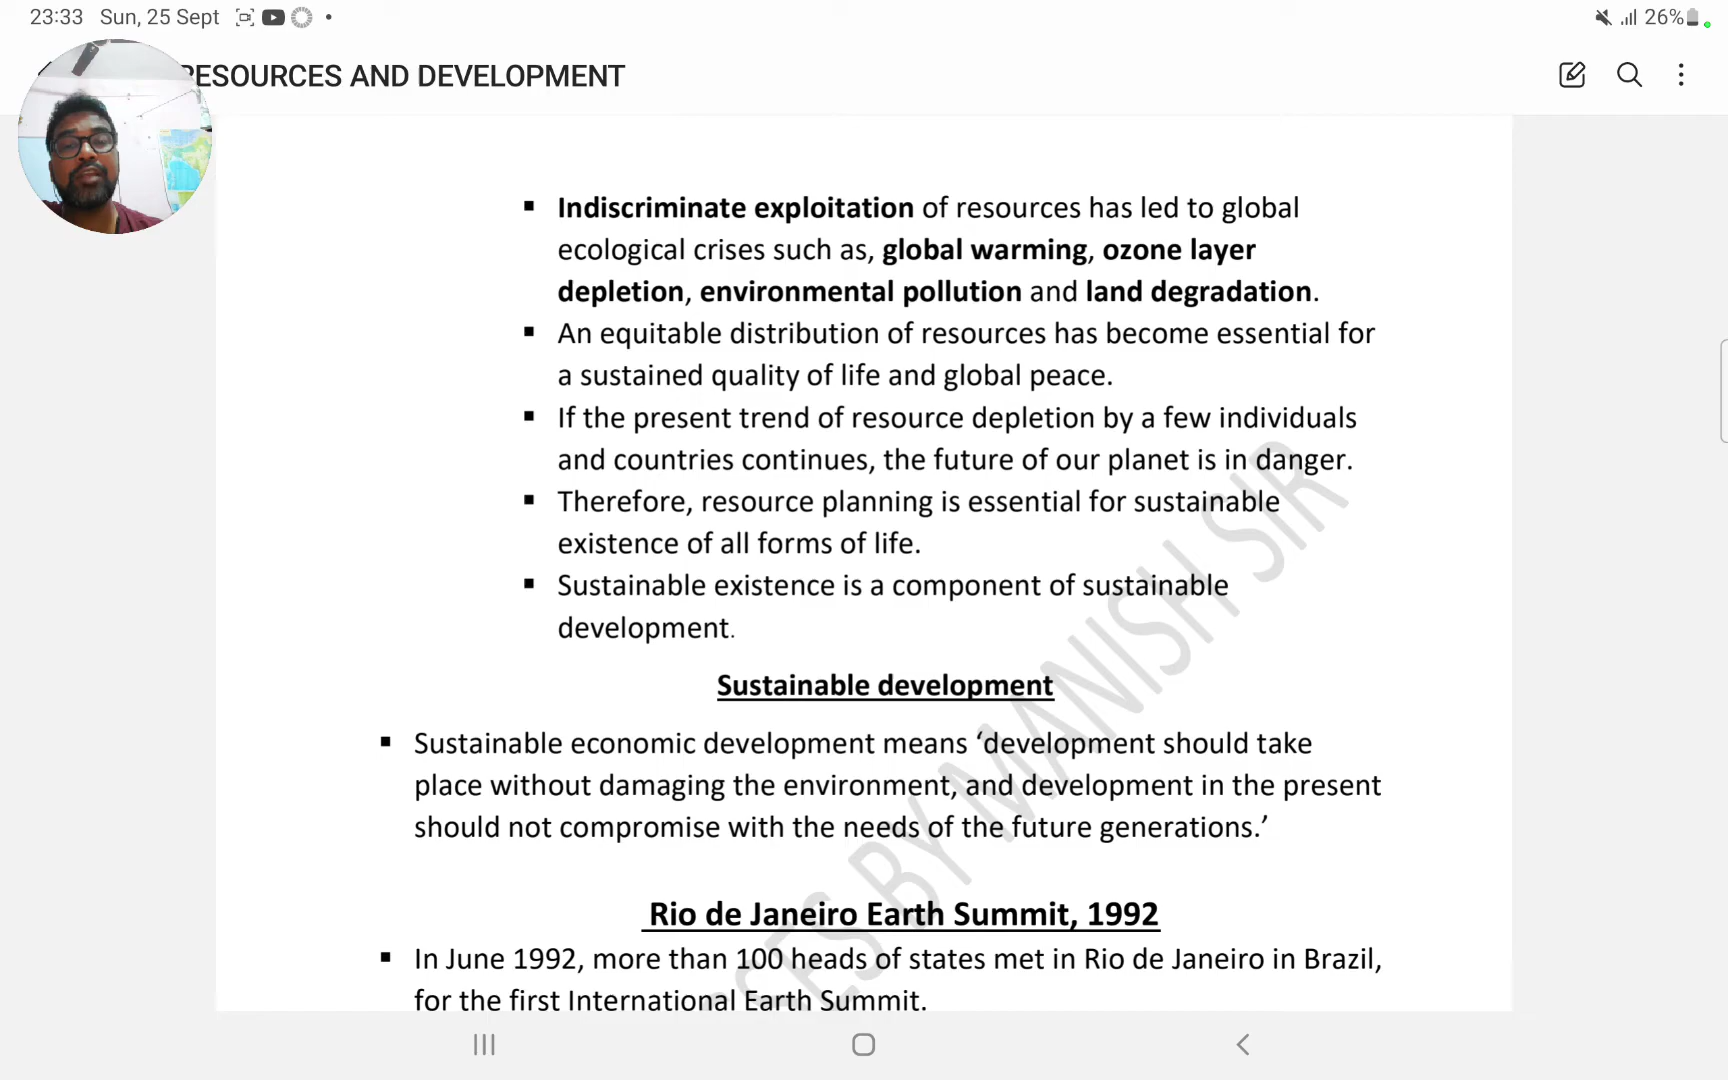 23:33 Sun, 25 Sept
26%
RESOURCES AND DEVELOPMENT
▪ Indiscriminate exploitation of resources has led to global
ecological crises such as, global warming, ozone layer
depletion, environmental pollution and land degradation.
▪ An equitable distribution of resources has become essential for
a sustained quality of life and global peace.
▪ If the present trend of resource depletion by a few individuals
and countries continues, the future of our planet is in danger.
▪ Therefore, resource planning is essential for sustainable
existence of all forms of life.
▪ Sustainable existence is a component of sustainable
development.
Sustainable development
▪ Sustainable economic development means ‘development should take
place without damaging the environment, and development in the present
should not compromise with the needs of the future generations.’
Rio de Janeiro Earth Summit, 1992
▪ In June 1992, more than 100 heads of states met in Rio de Janeiro in Brazil,
for the first International Earth Summit.
BY MANISH SIR